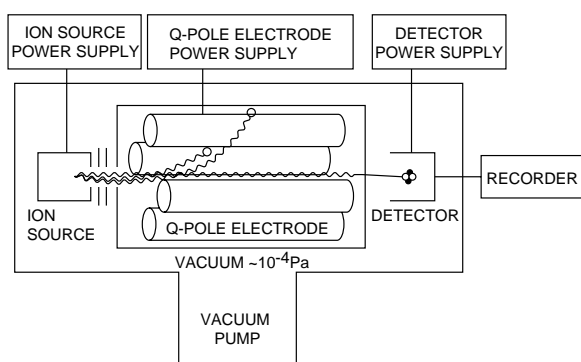 ION SOURCE
POWER SUPPLY
Q-POLE ELECTRODE
POWER SUPPLY
DETECTOR
POWER SUPPLY
ION
SOURCE
Q-POLE ELECTRODE
DETECTOR
RECORDER
VACUUM ~10⁻⁴Pa
VACUUM
PUMP